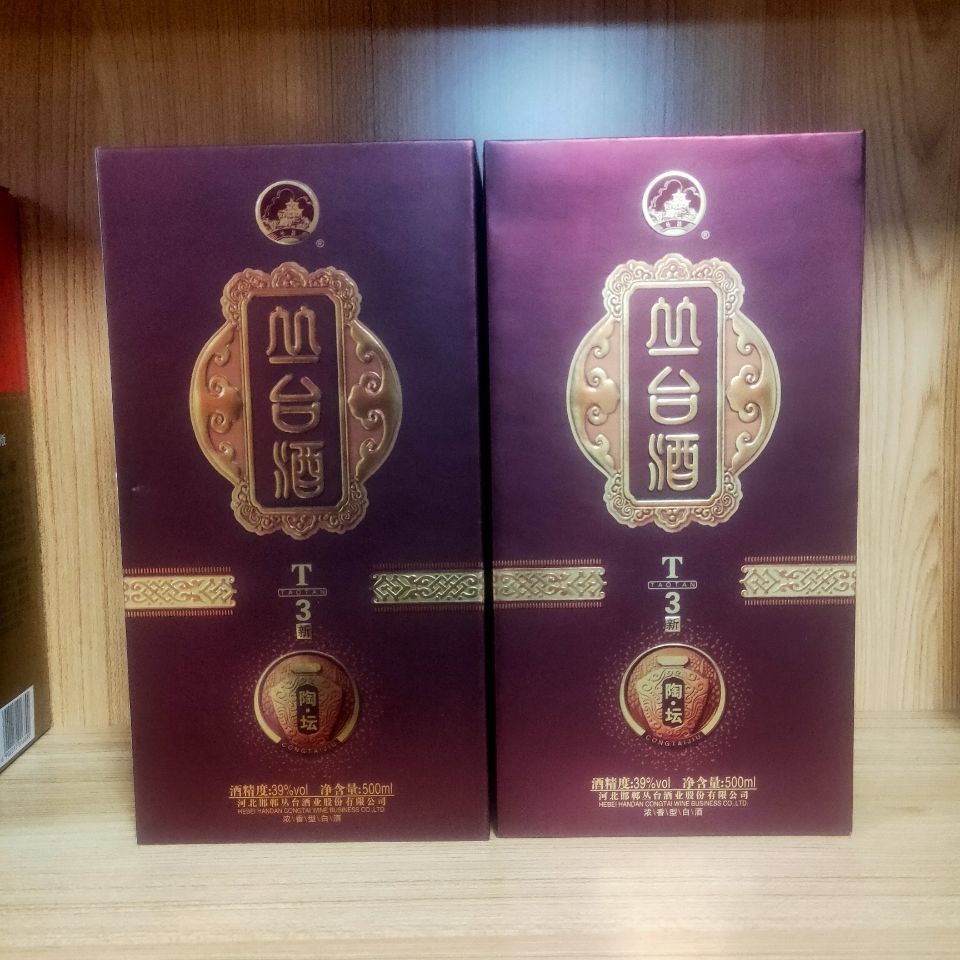 ®
丛台酒
T
TAOTAN
3
新
陶·坛
CONGTAIJIU
酒精度:39%vol 净含量:500ml
河北邯郸丛台酒业股份有限公司
HEBEI HANDAN CONGTAI WINE BUSINESS CO.,LTD.
浓\香\型\白\酒
®
丛台酒
T
TAOTAN
3
新
陶·坛
CONGTAIJIU
酒精度:39%vol 净含量:500ml
河北邯郸丛台酒业股份有限公司
HEBEI HANDAN CONGTAI WINE BUSINESS CO.,LTD.
浓\香\型\白\酒